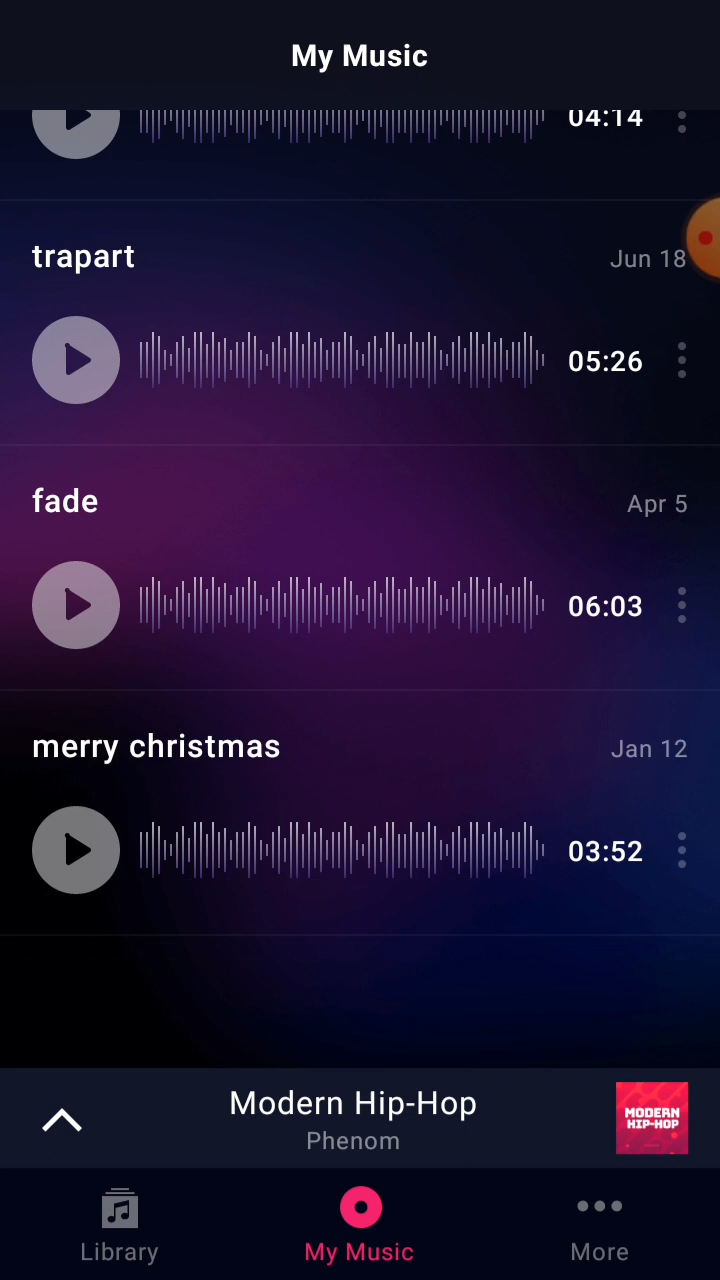 My Music
04:14
trapart
Jun 18
05:26
fade
Apr 5
06:03
merry christmas
Jan 12
03:52
Modern Hip-Hop
Phenom
MODERN
HIP-HOP
Library
My Music
More